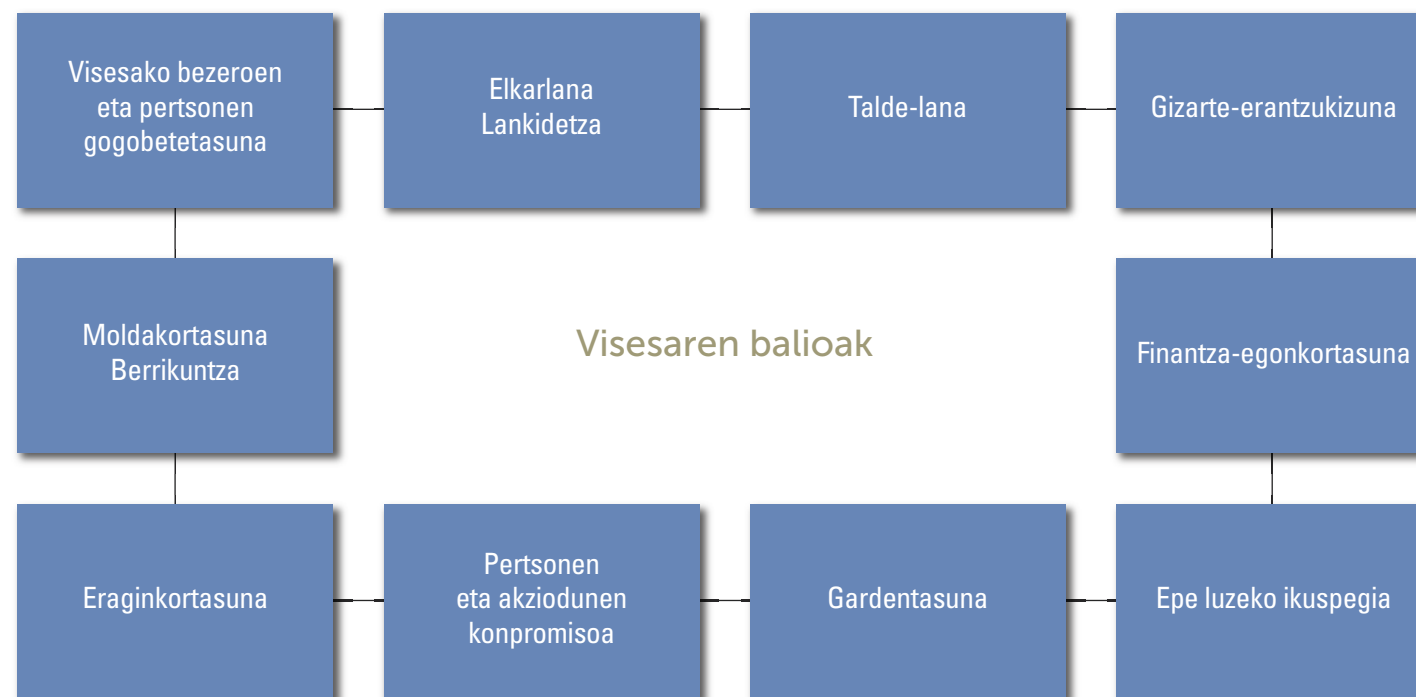 Visesako bezeroen
eta pertsonen
gogobetetasuna
Elkarlana
Lankidetza
Talde-lana
Gizarte-erantzukizuna
Moldakortasuna
Berrikuntza
Visesaren balioak
Finantza-egonkortasuna
Eraginkortasuna
Pertsonen
eta akziodunen
konpromisoa
Gardentasuna
Epe luzeko ikuspegia